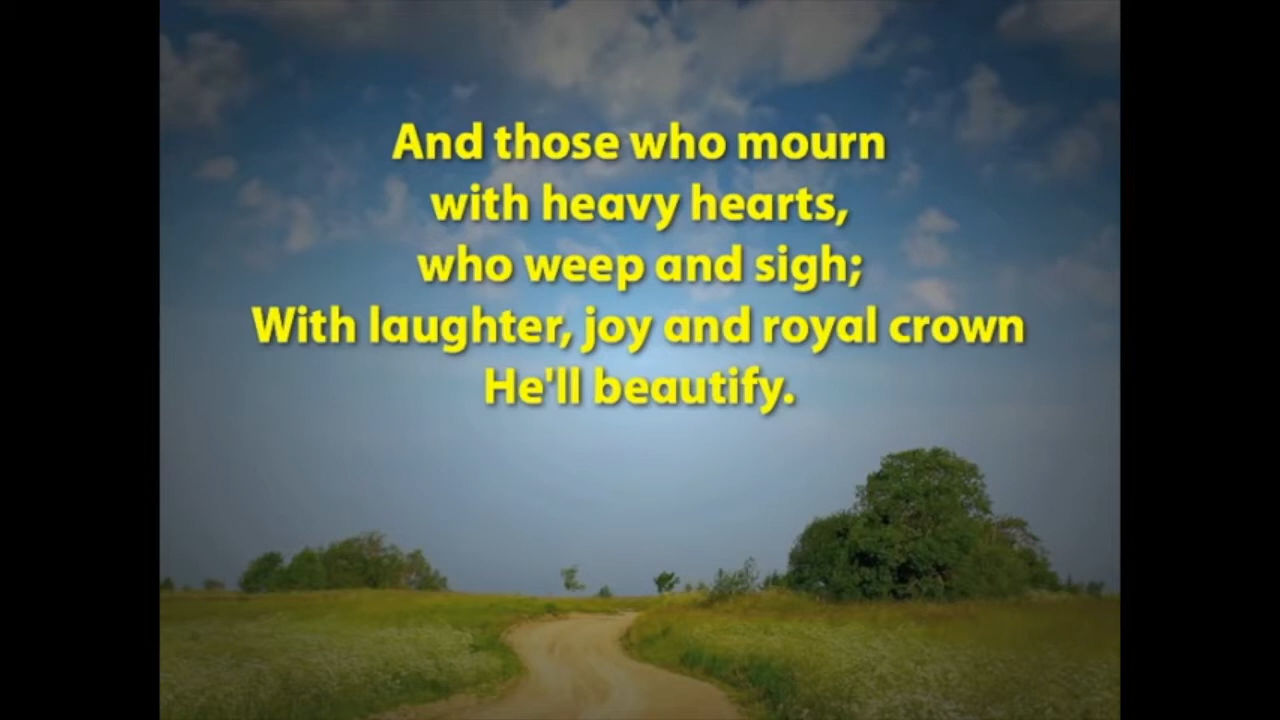 And those who mourn
with heavy hearts,
who weep and sigh;
With laughter, joy and royal crown
He'll beautify.